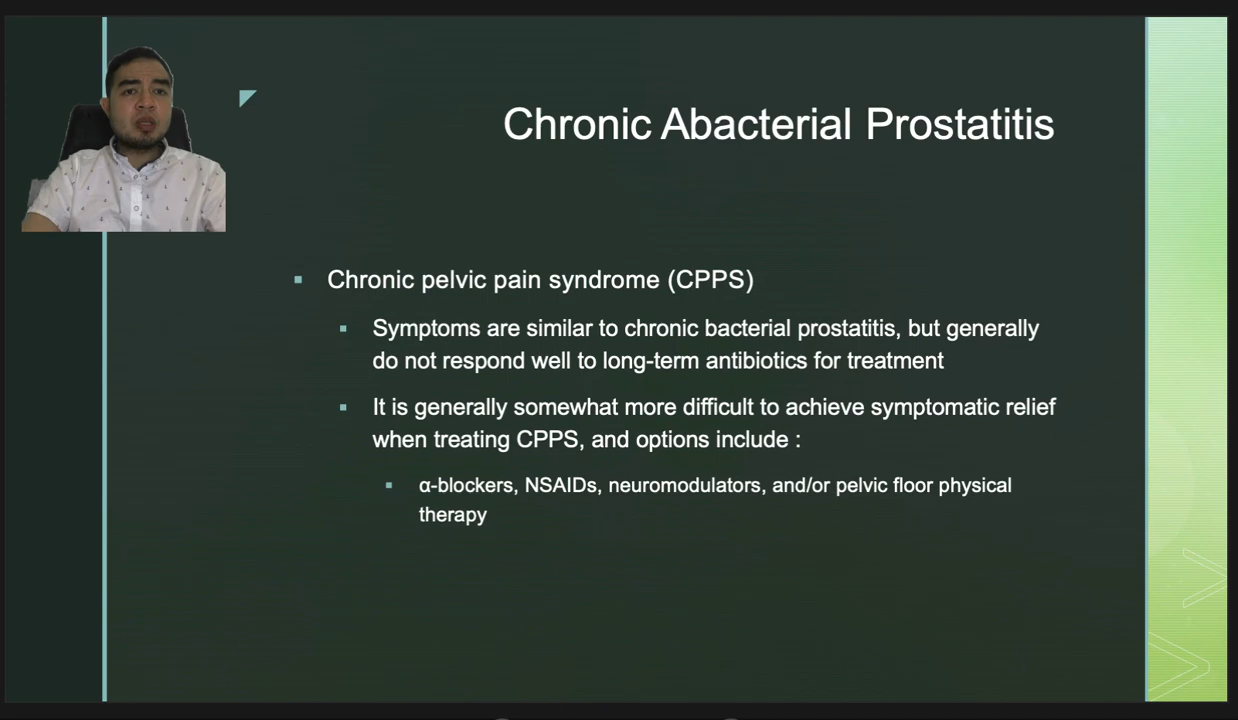 Chronic Abacterial Prostatitis
Chronic pelvic pain syndrome (CPPS)
Symptoms are similar to chronic bacterial prostatitis, but generally
do not respond well to long-term antibiotics for treatment
It is generally somewhat more difficult to achieve symptomatic relief
when treating CPPS, and options include :
α-blockers, NSAIDs, neuromodulators, and/or pelvic floor physical
therapy